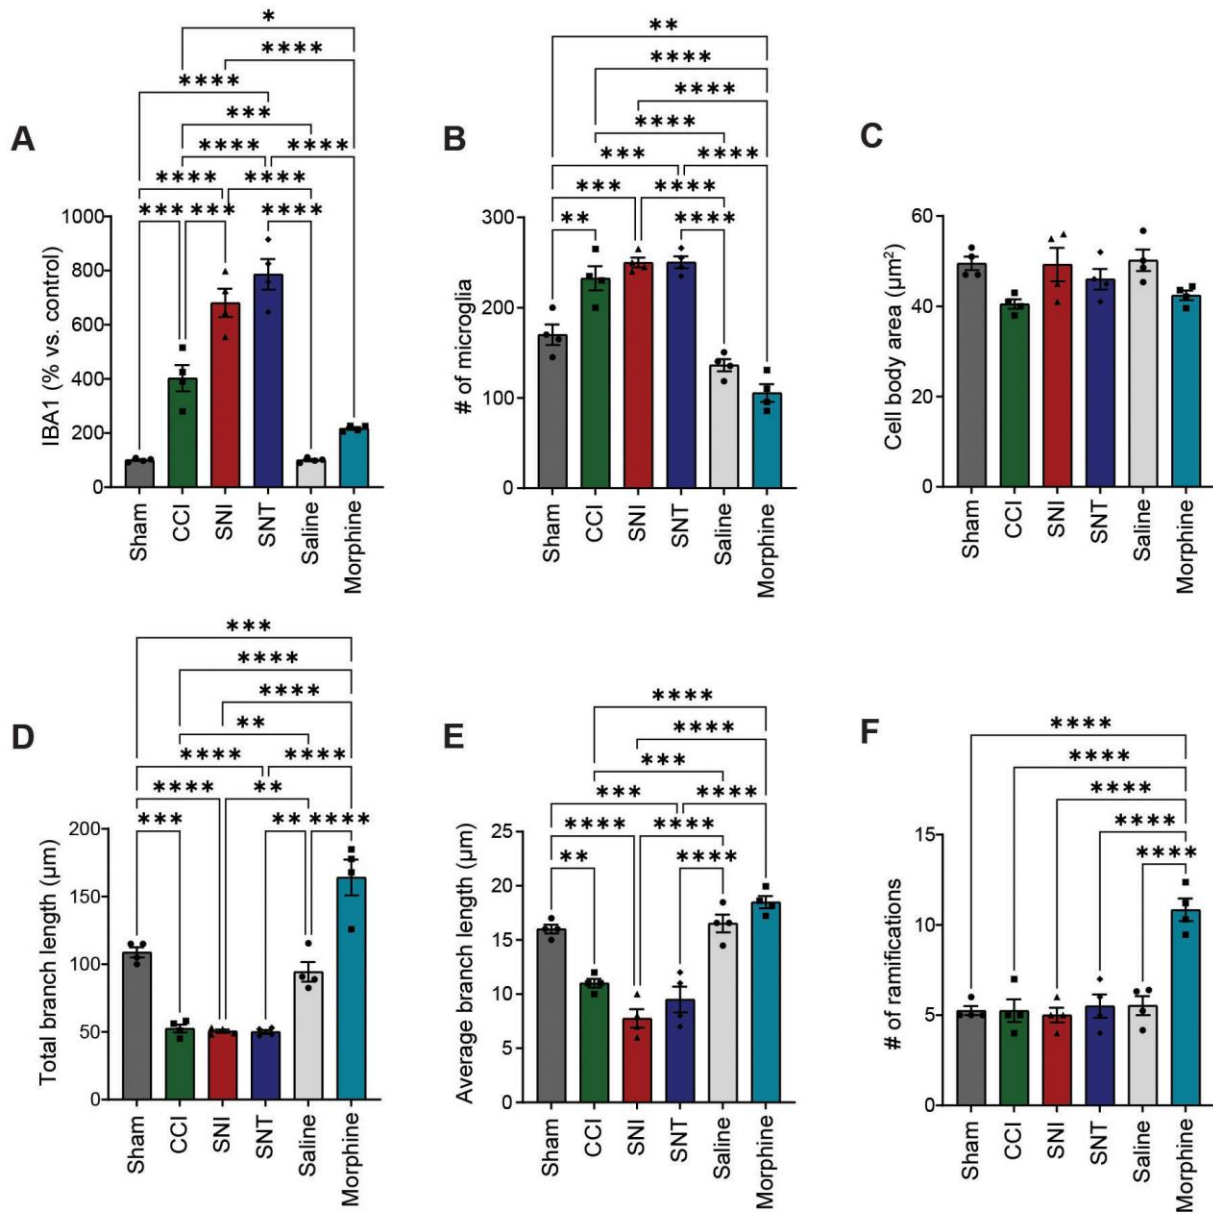 A
*
****
****
***
**** ****
**** ****
*** *** ****
IBA1 (% vs. control)
1000
800
600
400
200
0
Sham
CCI
SNI
SNT
Saline
Morphine
B
**
****
****
****
*** ****
*** ****
** ****
# of microglia
300
200
100
0
Sham
CCI
SNI
SNT
Saline
Morphine
C
Cell body area (µm²)
60
40
20
0
Sham
CCI
SNI
SNT
Saline
Morphine
D
***
****
****
**
**** ****
**** **
*** ** ****
Total branch length (µm)
200
150
100
50
0
Sham
CCI
SNI
SNT
Saline
Morphine
E
****
****
***
*** ****
**** ****
** ****
Average branch length (µm)
25
20
15
10
5
0
Sham
CCI
SNI
SNT
Saline
Morphine
F
****
****
****
****
****
# of ramifications
15
10
5
0
Sham
CCI
SNI
SNT
Saline
Morphine